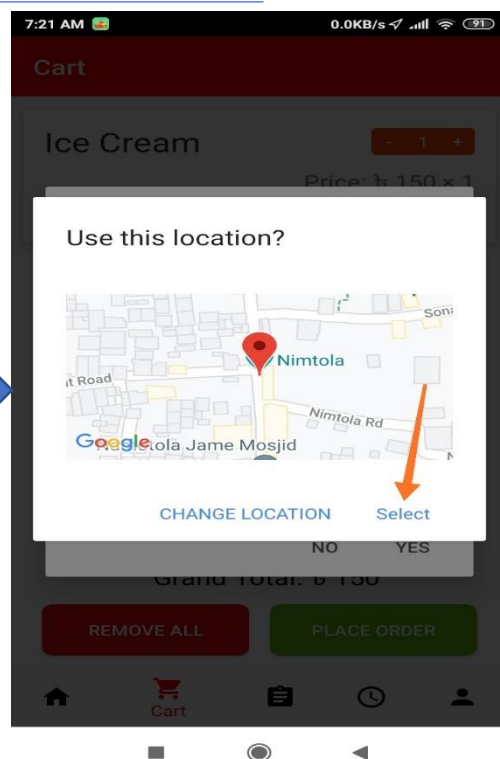 7:21 AM 0.0KB/s 91
Cart
Ice Cream - 1 +
Price: ৳ 150 × 1
Use this location?
Son
Nimtola
t Road
Nimtola Rd
Google tola Jame Mosjid
CHANGE LOCATION Select
NO YES
Grand Total: ৳ 150
REMOVE ALL PLACE ORDER
Cart